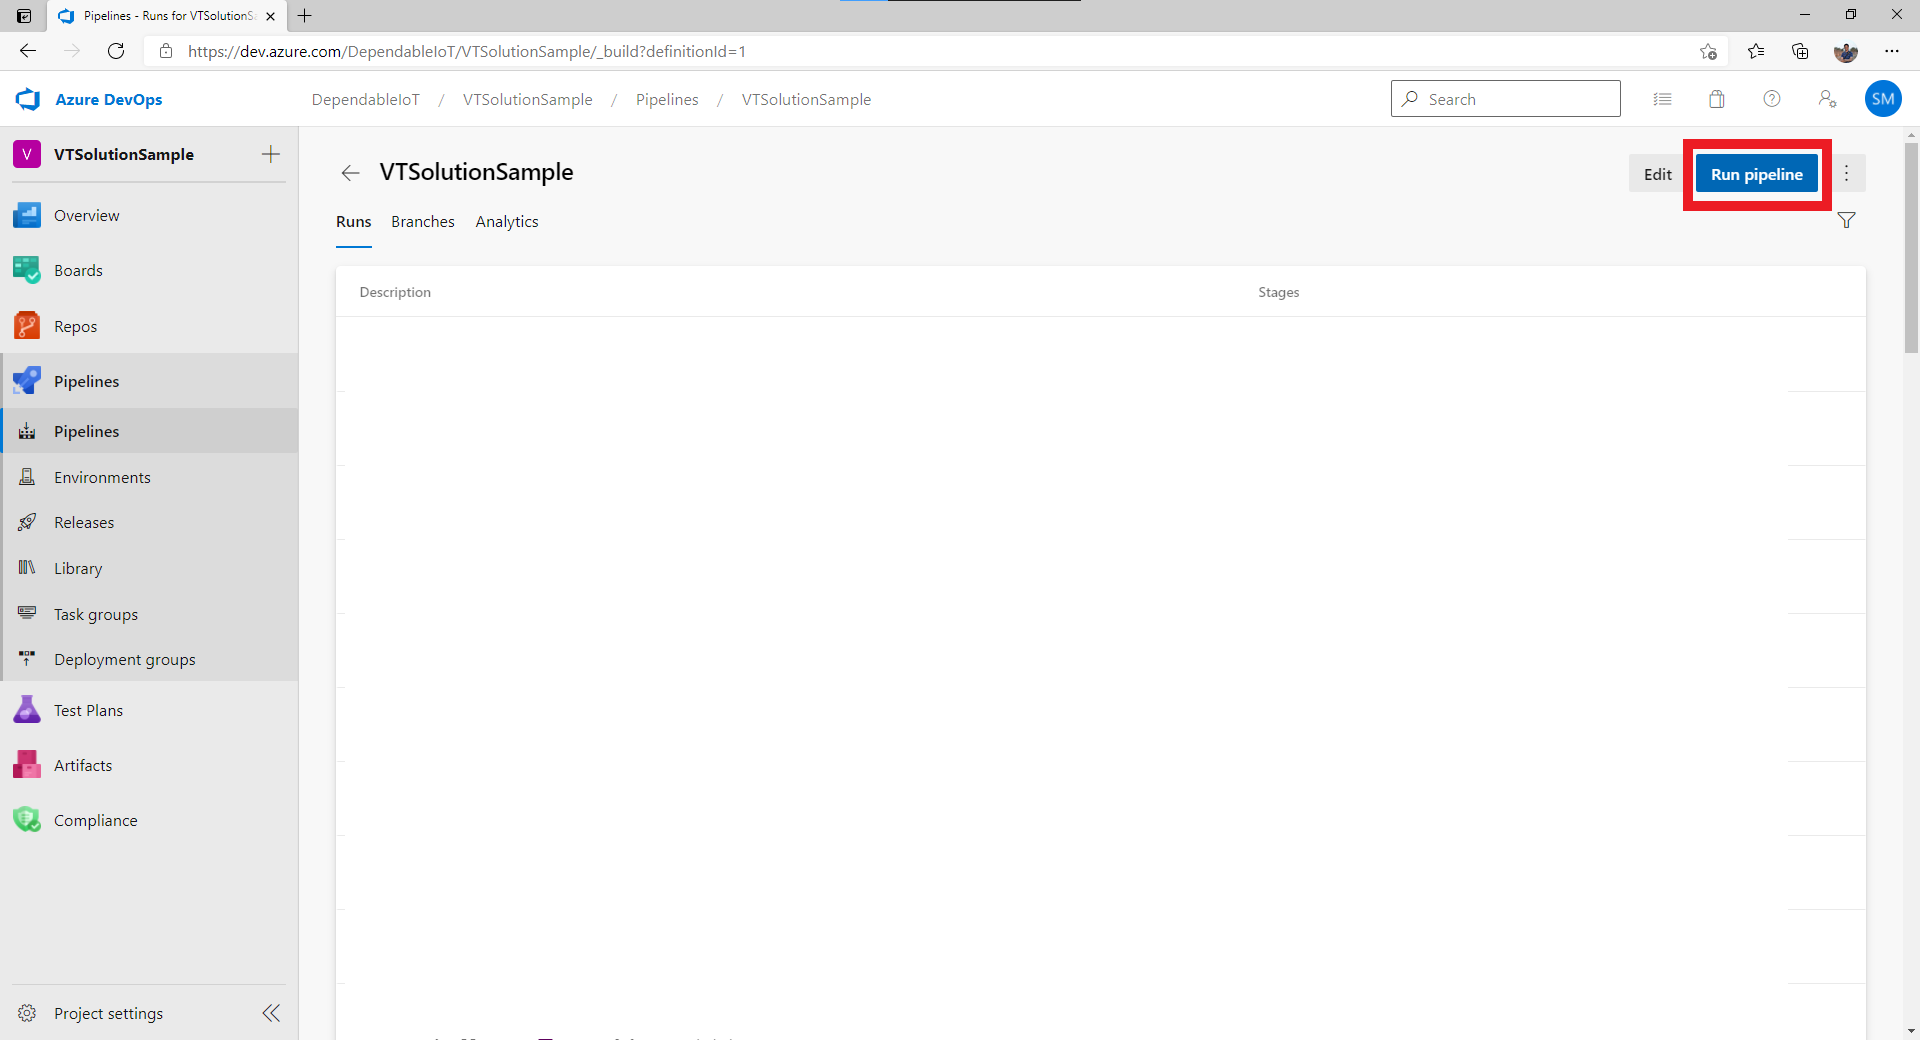 Pipelines - Runs for VTSolutionS
https://dev.azure.com/DependableIoT/VTSolutionSample/_build?definitionId=1
Azure DevOps
DependableIoT / VTSolutionSample / Pipelines / VTSolutionSample
Search
SM
V VTSolutionSample
Overview
Boards
Repos
Pipelines
Pipelines
Environments
Releases
Library
Task groups
Deployment groups
Test Plans
Artifacts
Compliance
Project settings
VTSolutionSample
Edit
Run pipeline
Runs Branches Analytics
Description Stages